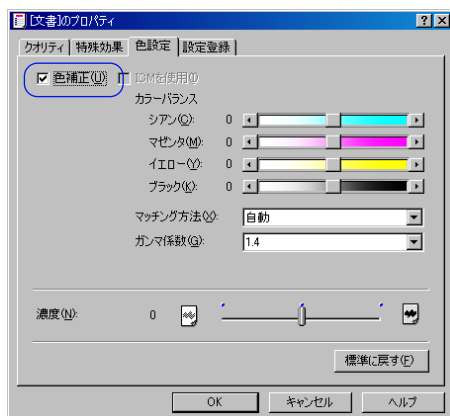 [文書]のプロパティ
クオリティ 特殊効果 色設定 設定登録
色補正(U) ICMを使用(I)
カラーバランス
シアン(C): 0
マゼンタ(M): 0
イエロー(Y): 0
ブラック(K): 0
マッチング方法(X): 自動
ガンマ係数(G): 1.4
濃度(N): 0
標準に戻す(F)
OK キャンセル ヘルプ